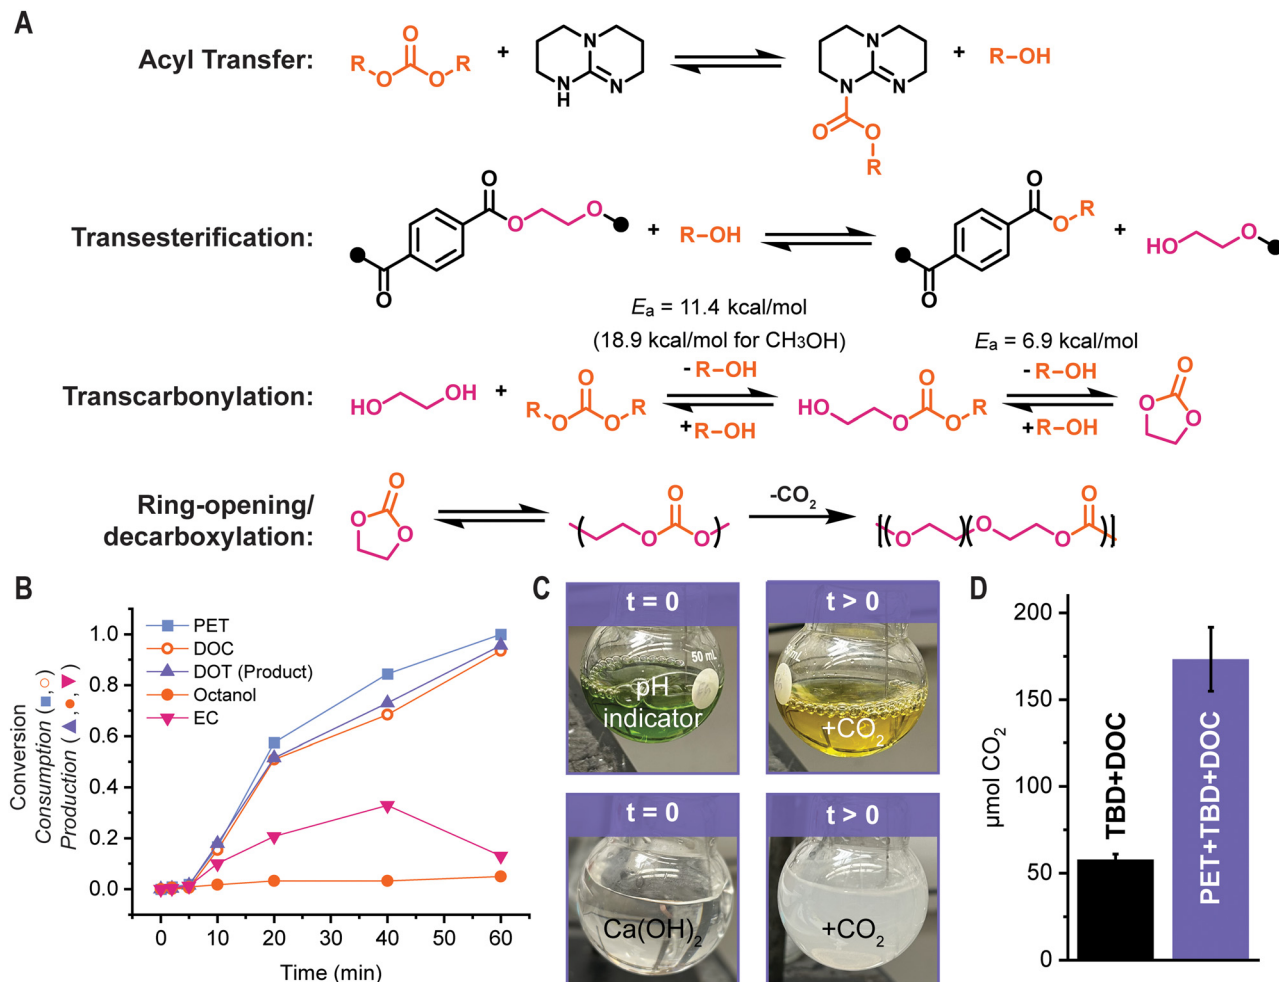 A
Acyl Transfer:
R O O O R + N N H N ⇌ N N N O O R + R–OH
Transesterification:
O O O O + R–OH ⇌ O O R O + HO O
Ea = 11.4 kcal/mol
(18.9 kcal/mol for CH3OH)
Ea = 6.9 kcal/mol
Transcarbonylation:
HO OH + R O O O R
- R–OH
+ R–OH
HO O O O R
- R–OH
+ R–OH
O O O
Ring-opening/
decarboxylation:
O O O
( O O O )
-CO2
[( O )( O O O )]
B
Conversion
Consumption ( , )
Production ( , , )
1.0
0.8
0.6
0.4
0.2
0.0
PET
DOC
DOT (Product)
Octanol
EC
0 10 20 30 40 50 60
Time (min)
C
t = 0
50 mL
pH
indicator
t > 0
mL
+CO2
t = 0
Ca(OH)2
t > 0
+CO2
D
µmol CO2
200
150
100
50
0
TBD+DOC
PET+TBD+DOC